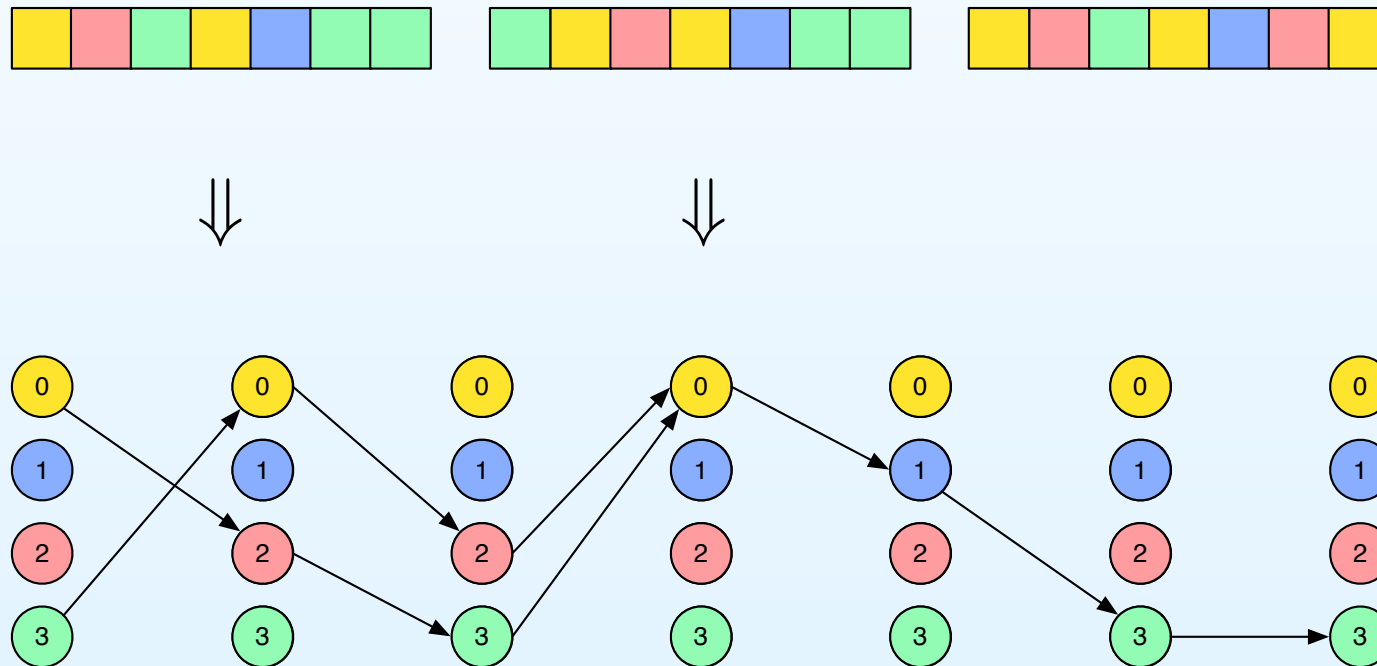 ⇓ ⇓
0 0 0 0 0 0 0
1 1 1 1 1 1 1
2 2 2 2 2 2 2
3 3 3 3 3 3 3